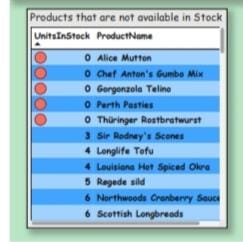 Products that are not available in Stock
UnitsInStock ProductName
0 Alice Mutton
0 Chef Anton's Gumbo Mix
0 Gorgonzola Telino
0 Perth Pasties
0 Thüringer Rostbratwurst
3 Sir Rodney's Scones
4 Longlife Tofu
4 Louisiana Hot Spiced Okra
5 Røgede sild
6 Northwoods Cranberry Sauce
6 Scottish Longbreads